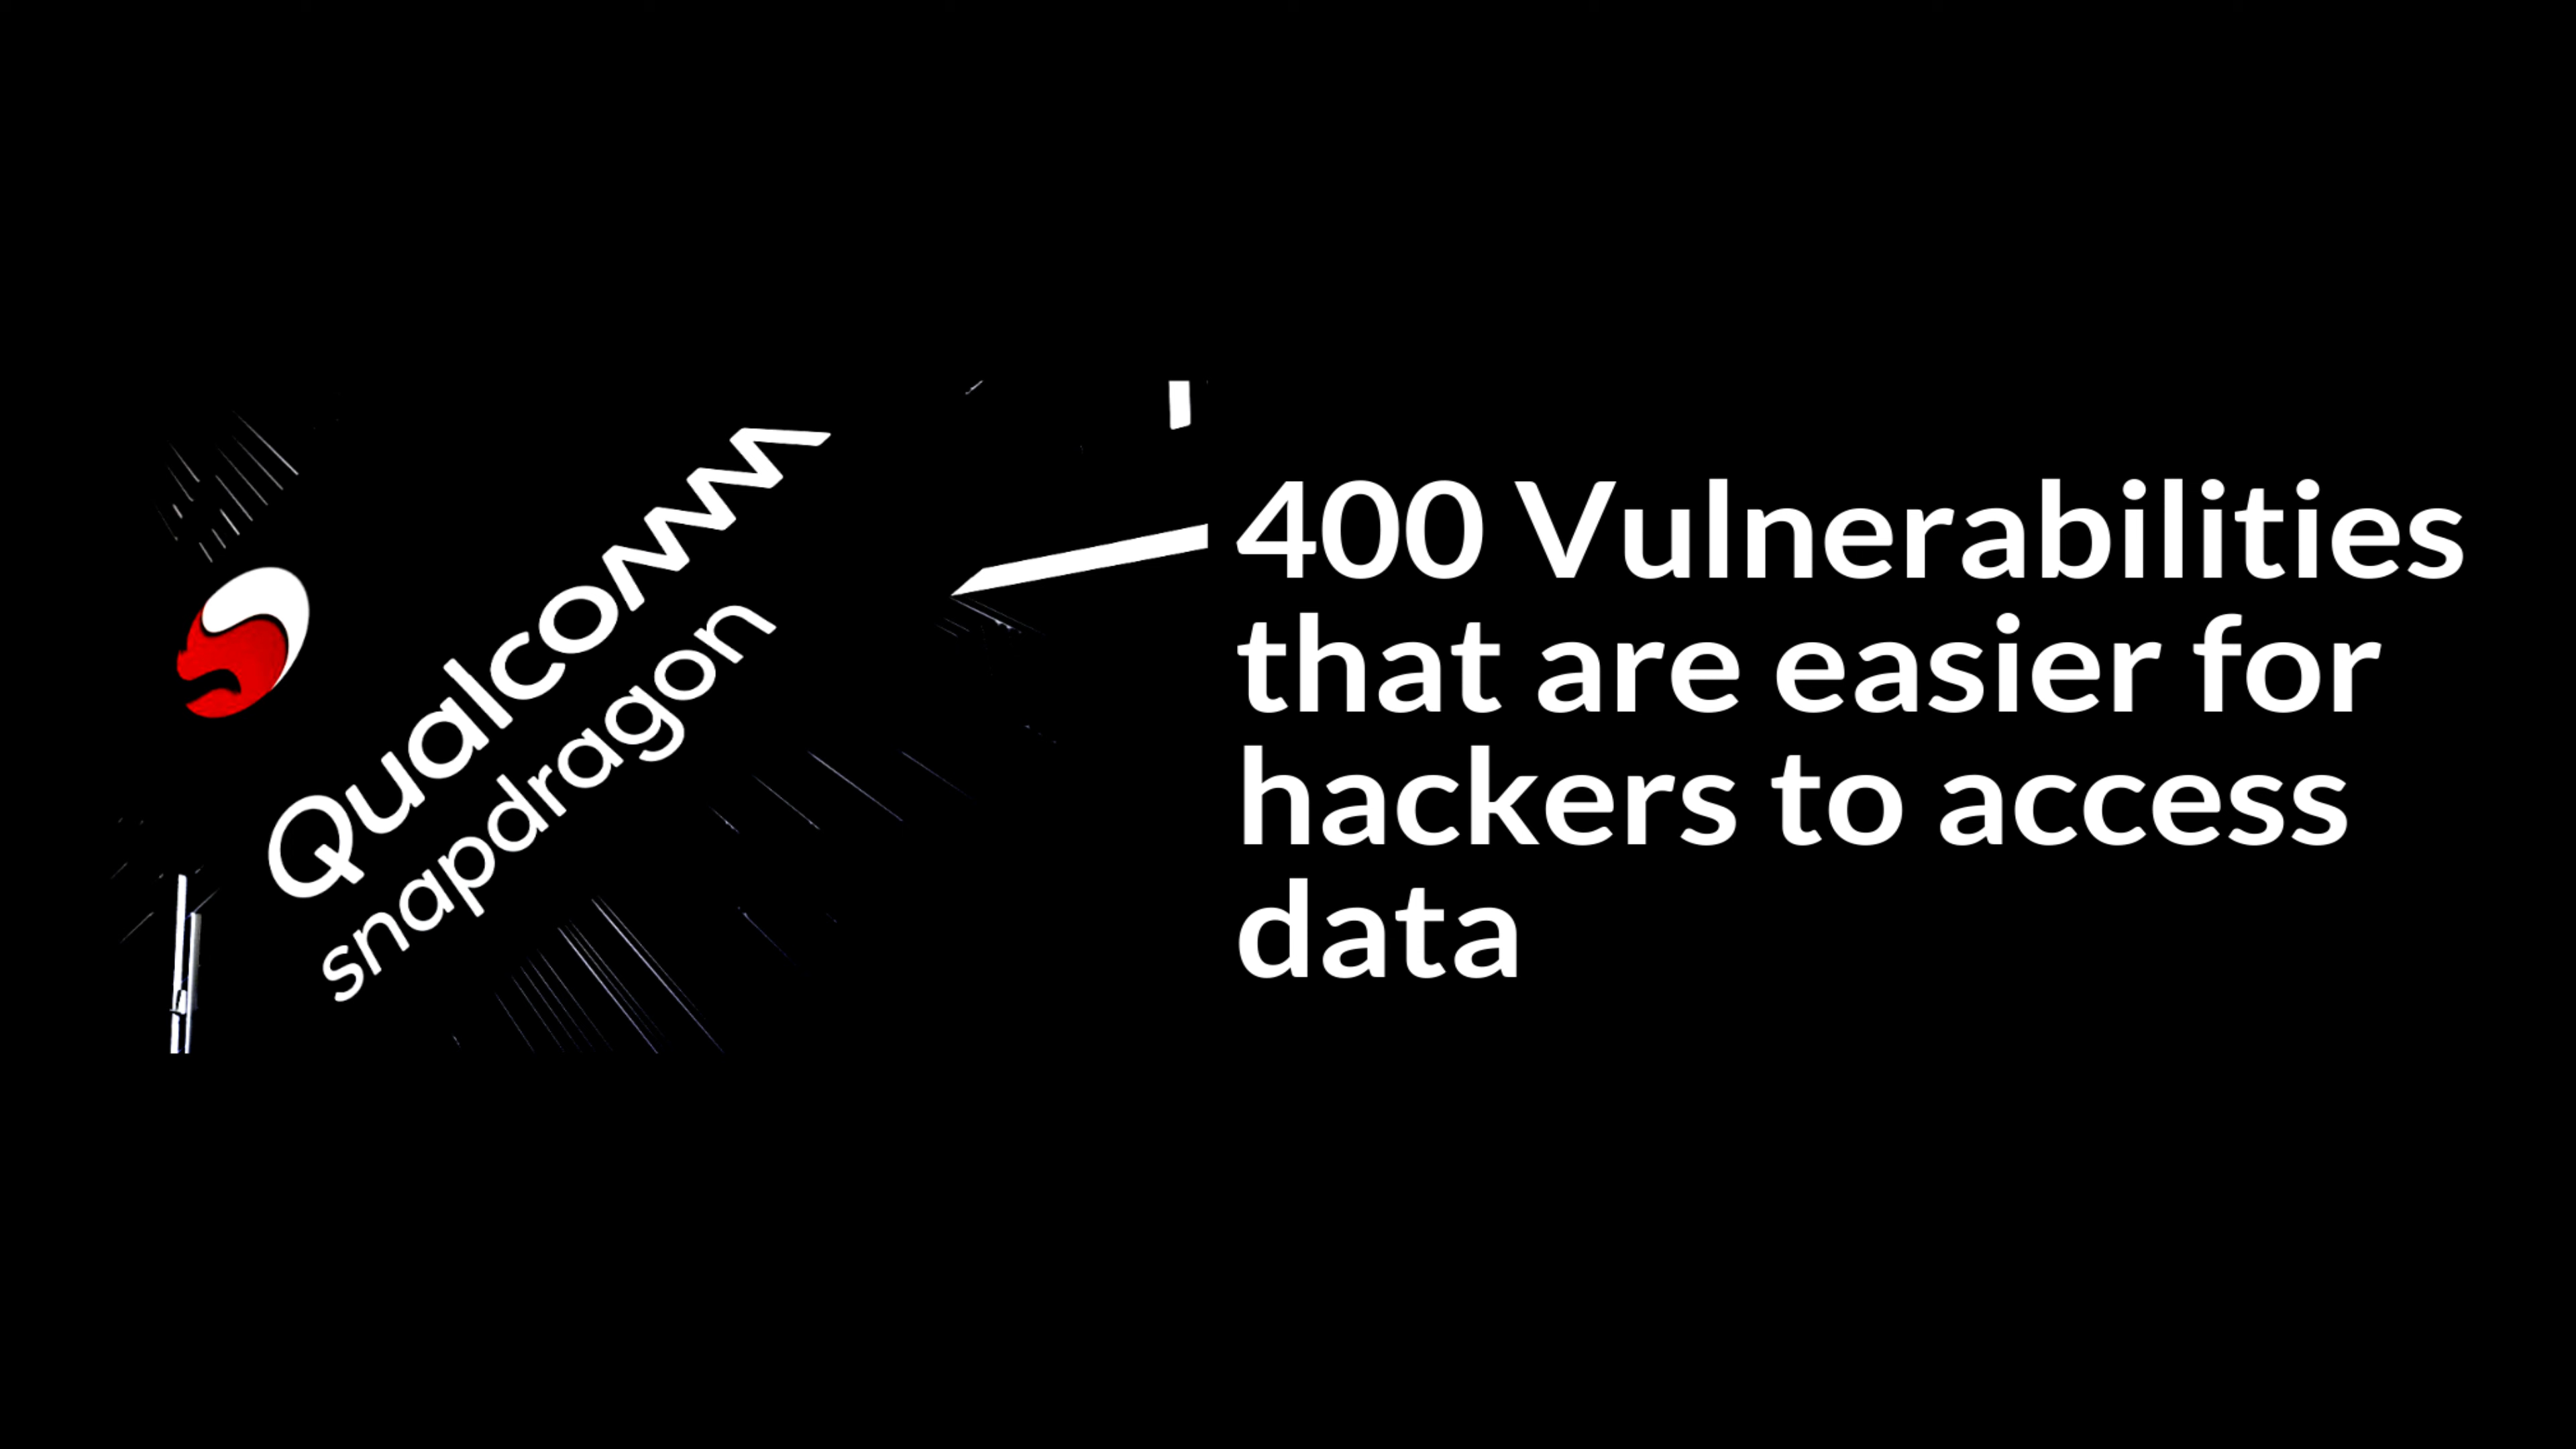 Qualcomm
snapdragon
400 Vulnerabilities
that are easier for
hackers to access
data